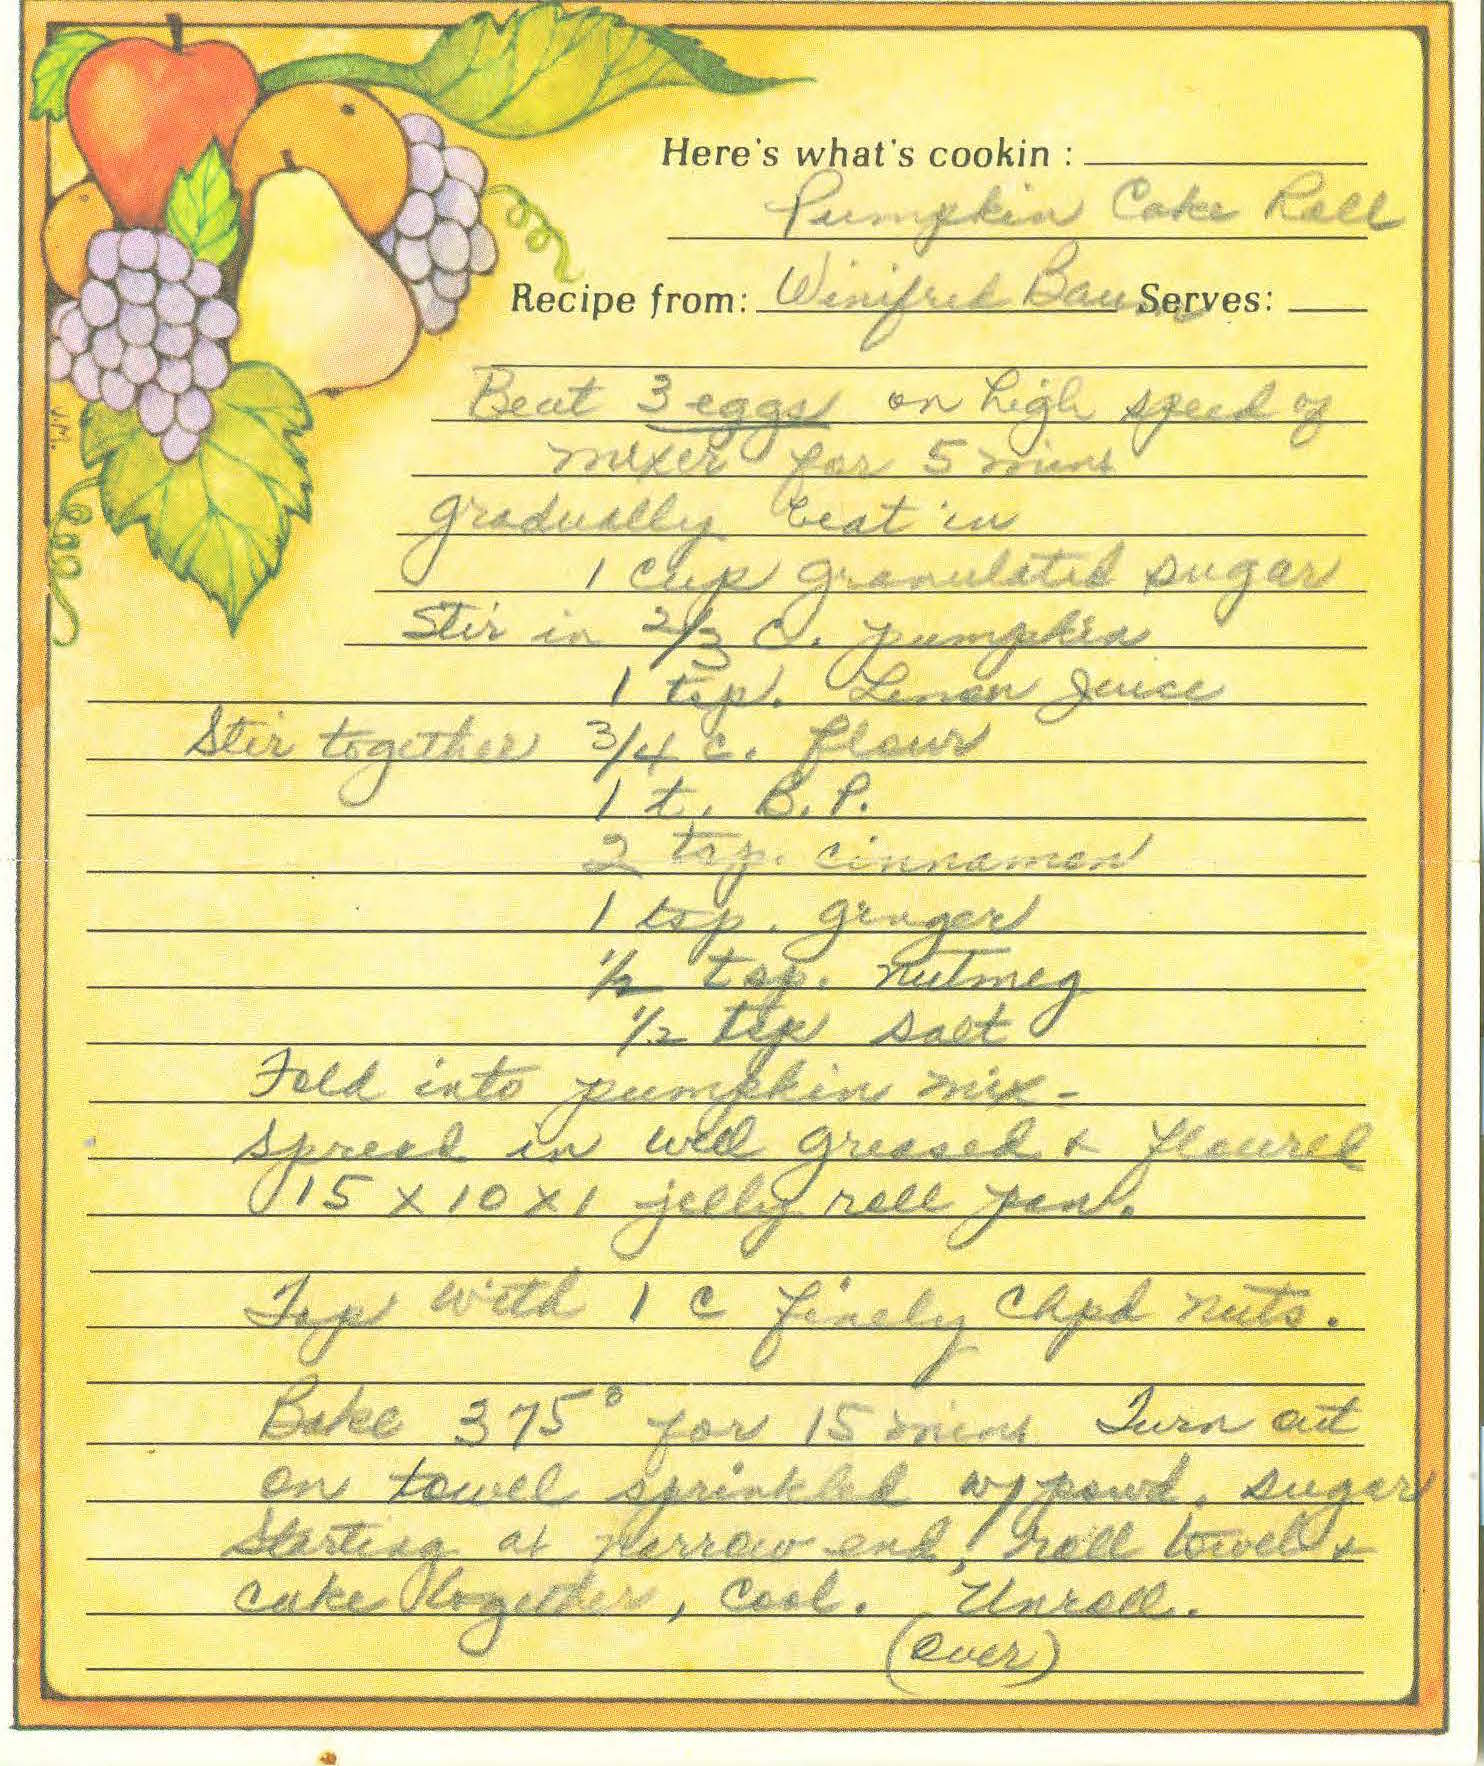 Here's what's cookin :
Pumpkin Cake Roll
Recipe from: Winifred Baum Serves:
Beat 3 eggs on high speed of
mixer for 5 mins
gradually beat in
1 cup granulated sugar
Stir in 2/3 c. pumpkin
1 tsp. Lemon Juice
Stir together 3/4 c. flour
1 t. B.P.
2 tsp. cinnamon
1 tsp. ginger
1/2 tsp. nutmeg
1/2 tsp salt
Fold into pumpkin mix-
spread in well greased & floured
15 x 10 x 1 jelly roll pan.
Top with 1 c finely chpd nuts.
Bake 375° for 15 mins Turn out
on towel sprinkled w/ powd. sugar
Starting at narrow end, roll towel &
cake together, cool. Unroll.
(over)